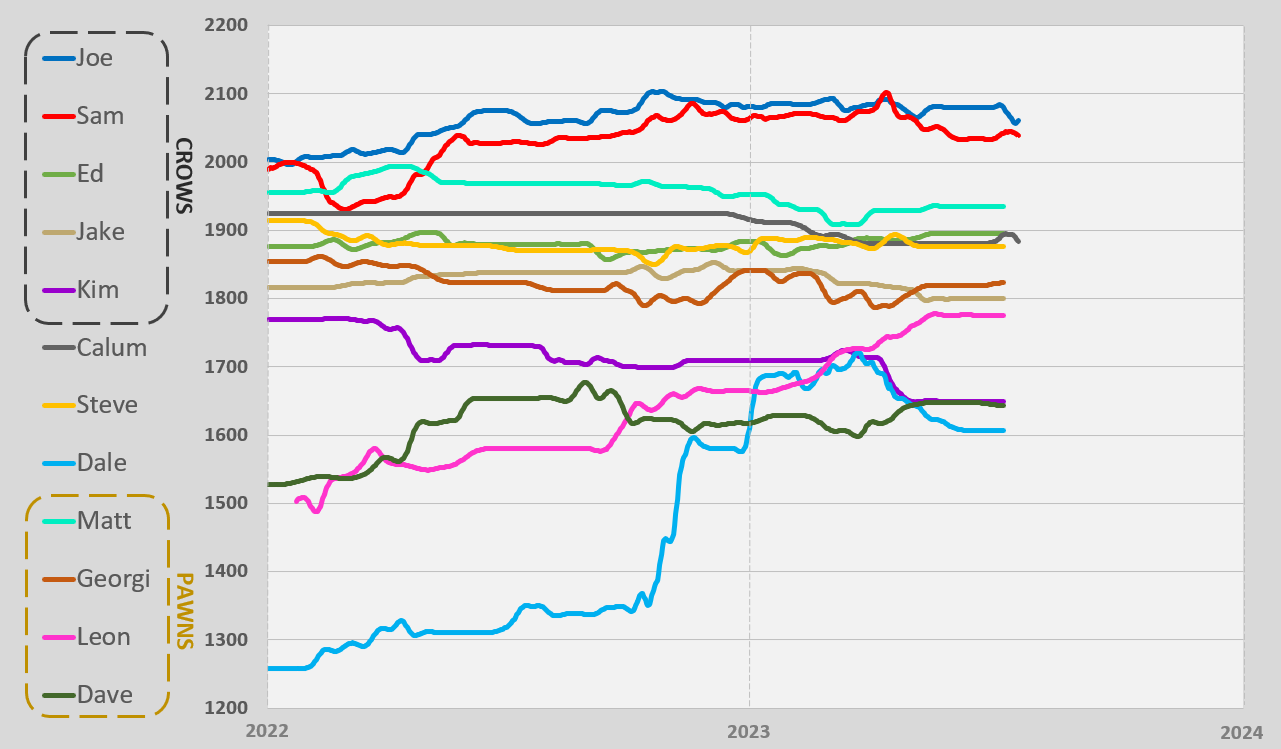 2200
2100
2000
1900
1800
1700
1600
1500
1400
1300
1200
2022
2023
2024
Joe
Sam
Ed
Jake
Kim
CROWS
Calum
Steve
Dale
Matt
Georgi
Leon
Dave
PAWNS